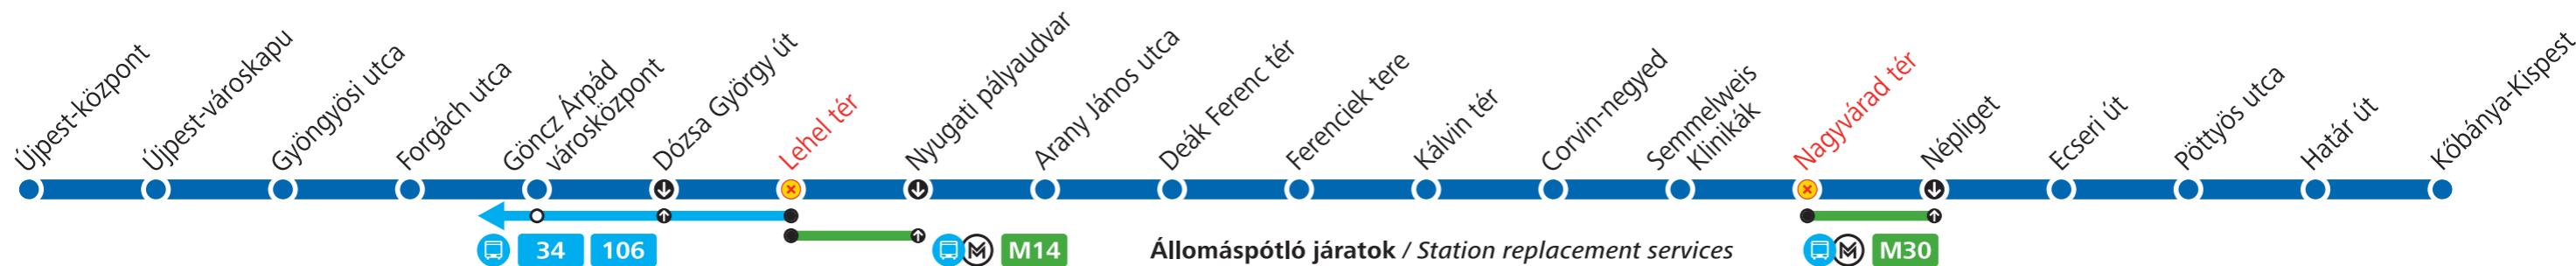 Újpest-központ
Újpest-városkapu
Gyöngyösi utca
Forgách utca
Göncz Árpád
városközpont
Dózsa György út
Lehel tér
Nyugati pályaudvar
Arany János utca
Deák Ferenc tér
Ferenciek tere
Kálvin tér
Corvin-negyed
Semmelweis
Klinikák
Nagyvárad tér
Népliget
Ecseri út
Pöttyös utca
Határ út
Kőbánya-Kispest
34 106
M M14
Állomáspótló járatok / Station replacement services
M M30